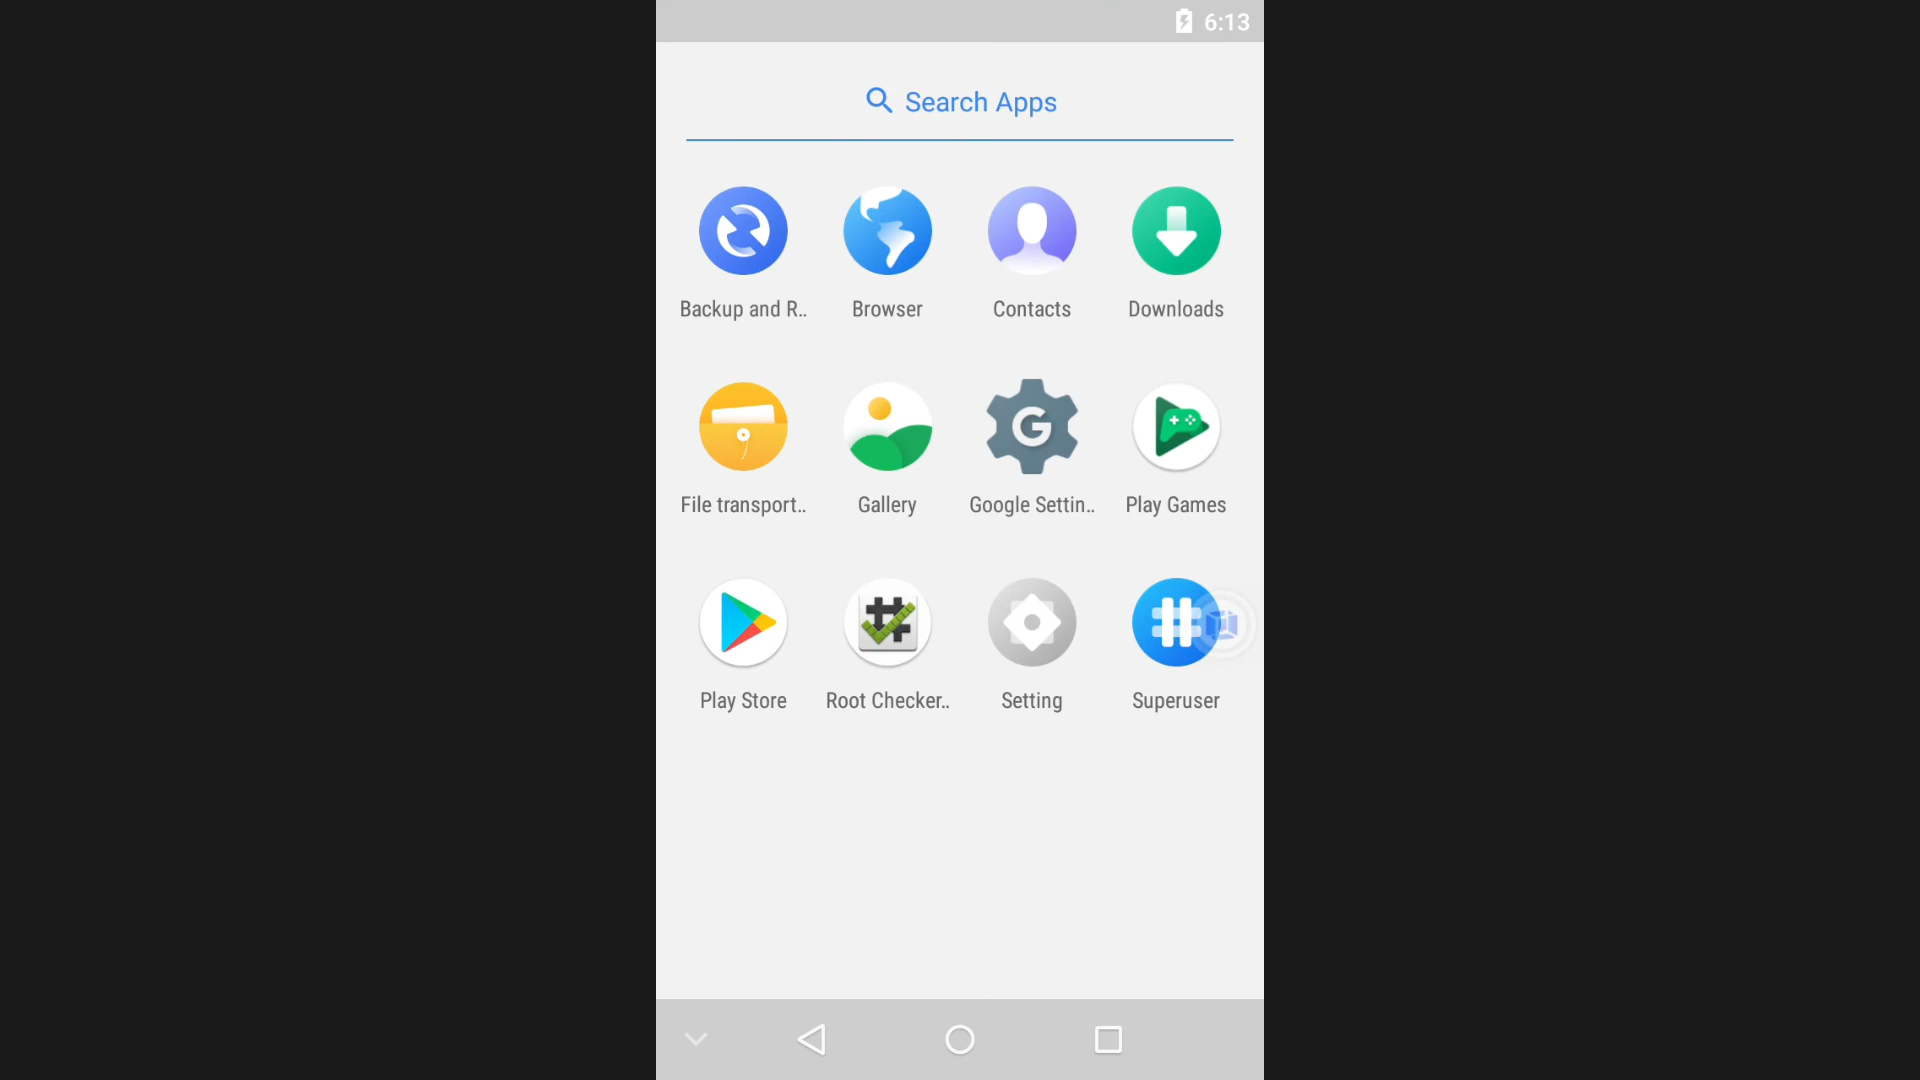 6:13
Search Apps
Backup and R..
Browser
Contacts
Downloads
File transport..
Gallery
Google Settin..
Play Games
Play Store
Root Checker..
Setting
Superuser